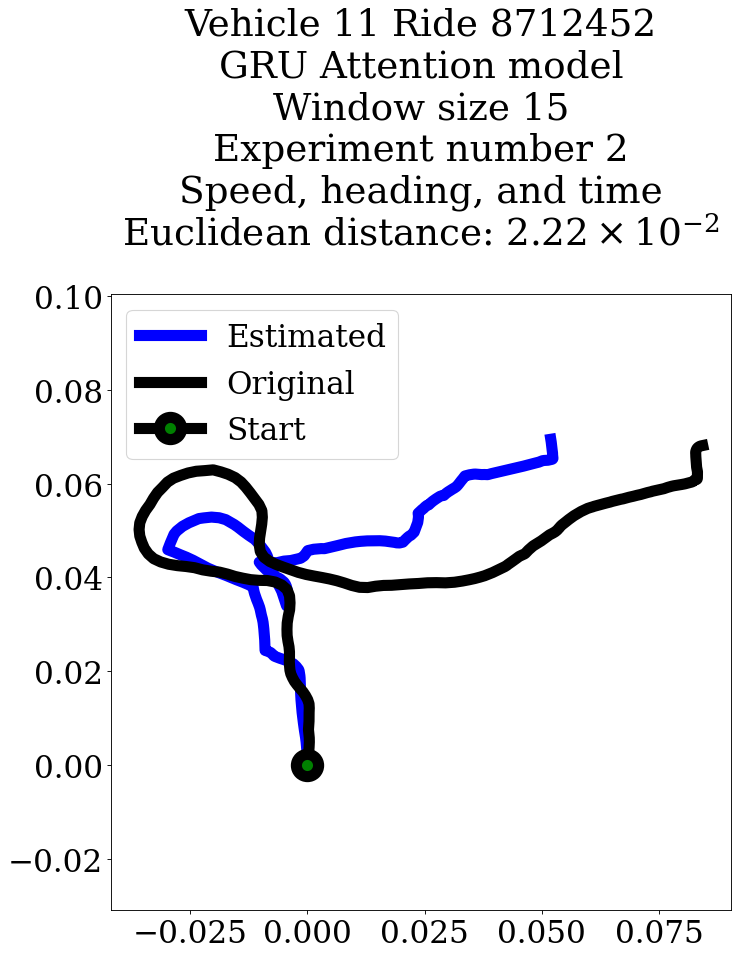 Vehicle 11 Ride 8712452
GRU Attention model
Window size 15
Experiment number 2
Speed, heading, and time
Euclidean distance: 2.22 × 10⁻²
0.10
Estimated
0.08
Original
Start
0.06
0.04
0.02
0.00
−0.02
−0.025 0.000 0.025 0.050 0.075